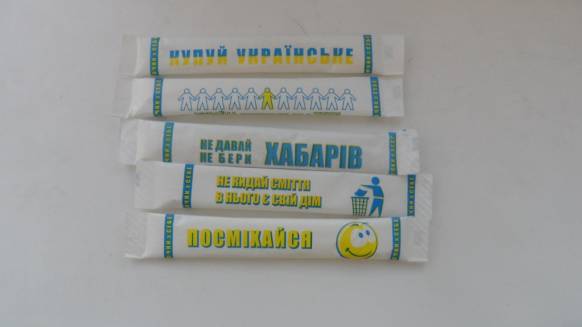 КУПУЙ УКРАЇНСЬКЕ
НЕ ДАВАЙ
НЕ БЕРИ ХАБАРІВ
НЕ КИДАЙ СМІТТЯ
В НЬОГО Є СВІЙ ДІМ
ПОСМІХАЙСЯ